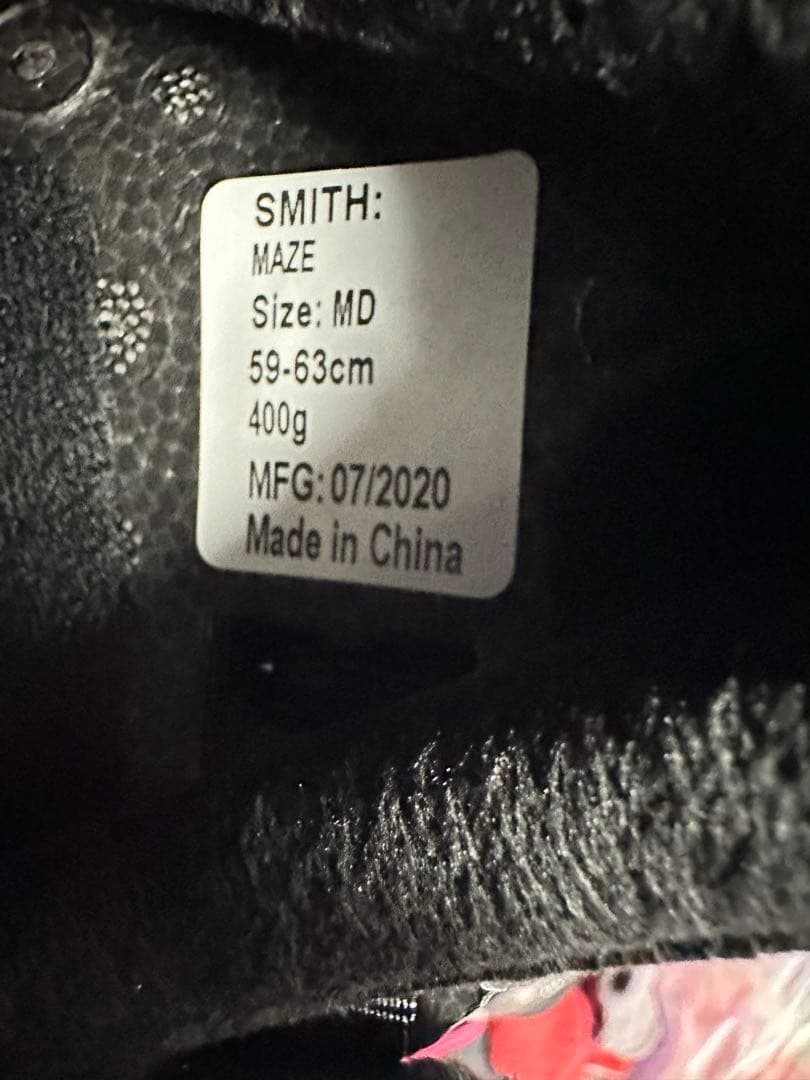 SMITH:
MAZE
Size: MD
59-63cm
400g
MFG: 07/2020
Made in China